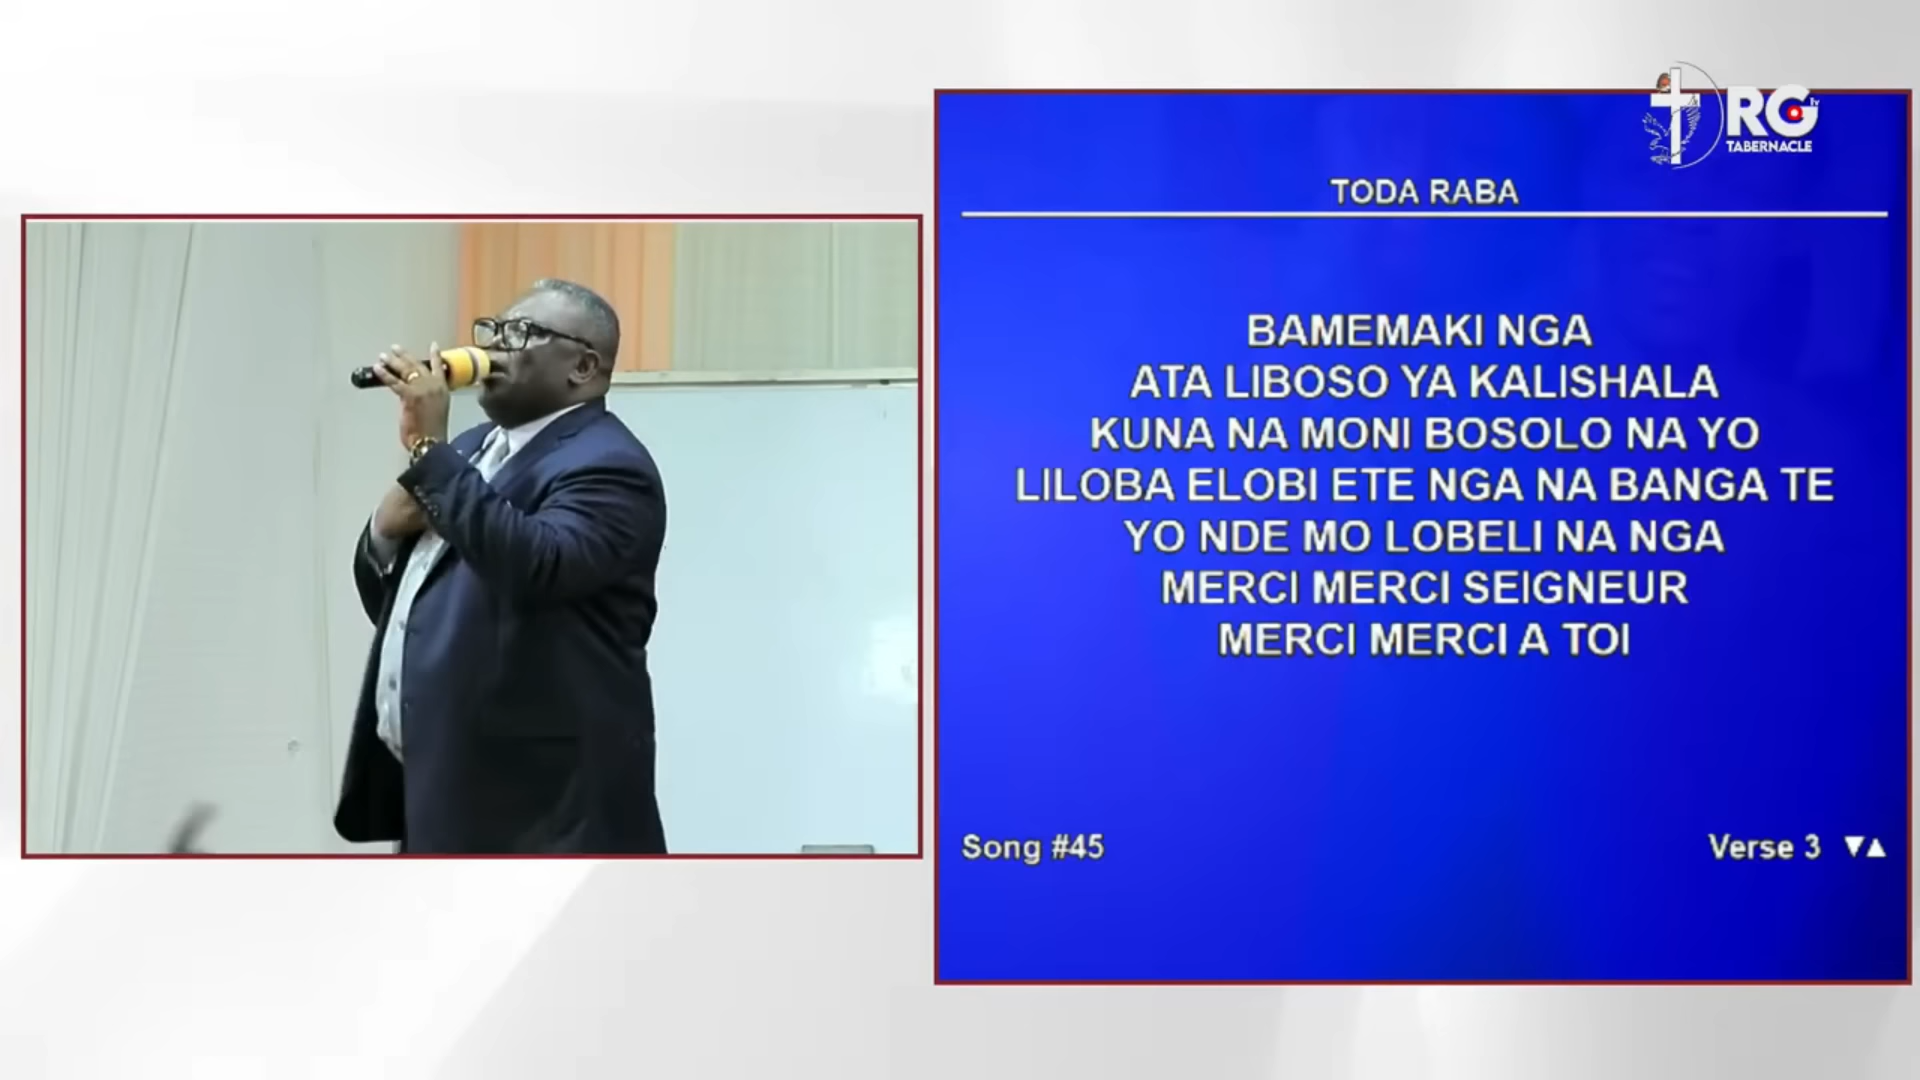 RG tv
TABERNACLE
TODA RABA
BAMEMAKI NGA
ATA LIBOSO YA KALISHALA
KUNA NA MONI BOSOLO NA YO
LILOBA ELOBI ETE NGA NA BANGA TE
YO NDE MO LOBELI NA NGA
MERCI MERCI SEIGNEUR
MERCI MERCI A TOI
Song #45
Verse 3